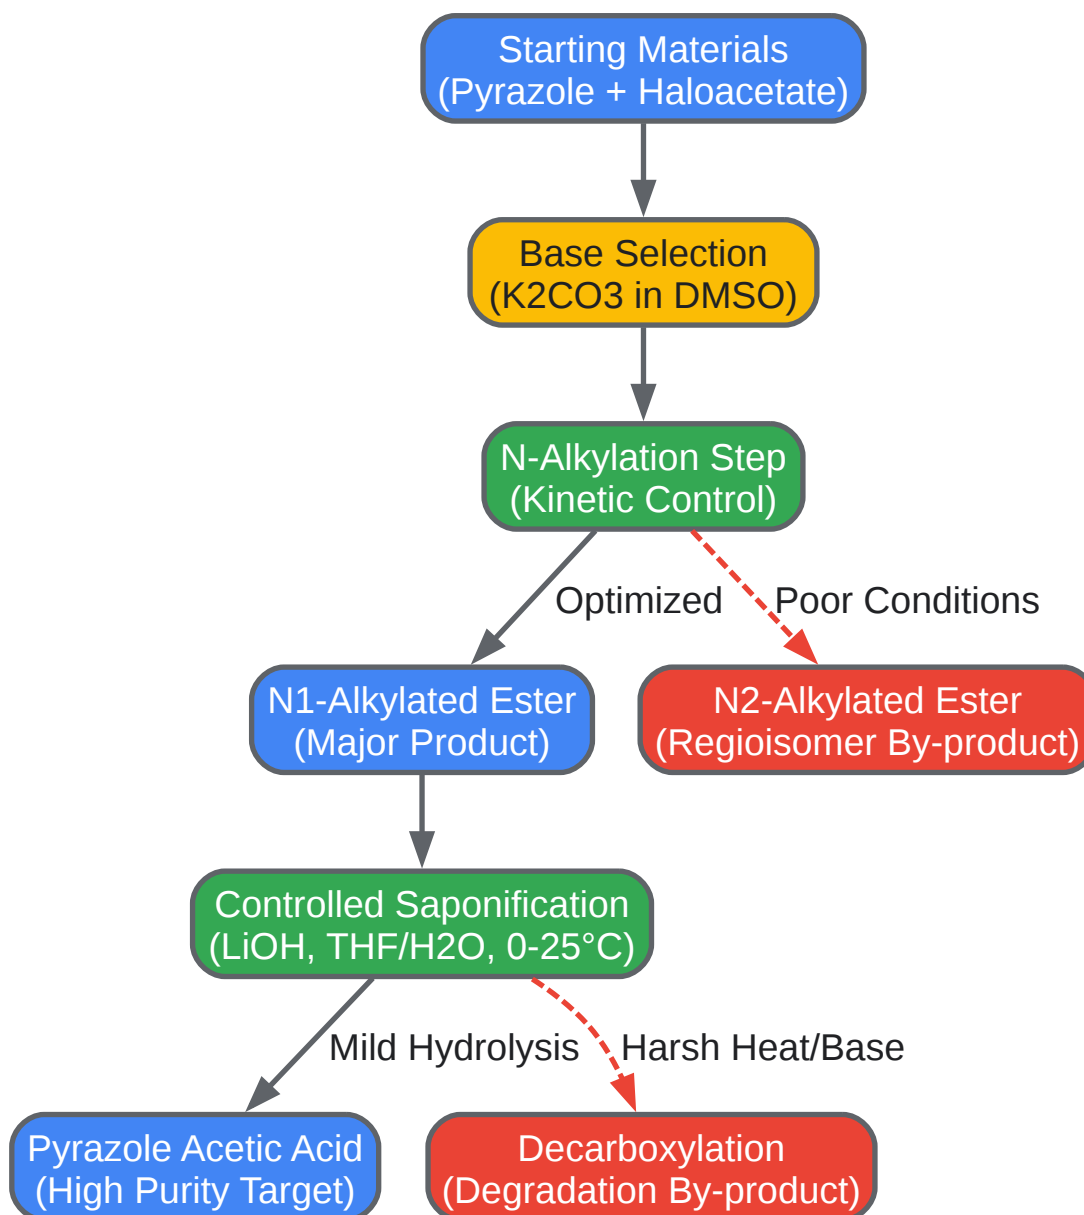 Starting Materials
(Pyrazole + Haloacetate)
Base Selection
(K2CO3 in DMSO)
N-Alkylation Step
(Kinetic Control)
Optimized
Poor Conditions
N1-Alkylated Ester
(Major Product)
N2-Alkylated Ester
(Regioisomer By-product)
Controlled Saponification
(LiOH, THF/H2O, 0-25°C)
Mild Hydrolysis
Harsh Heat/Base
Pyrazole Acetic Acid
(High Purity Target)
Decarboxylation
(Degradation By-product)